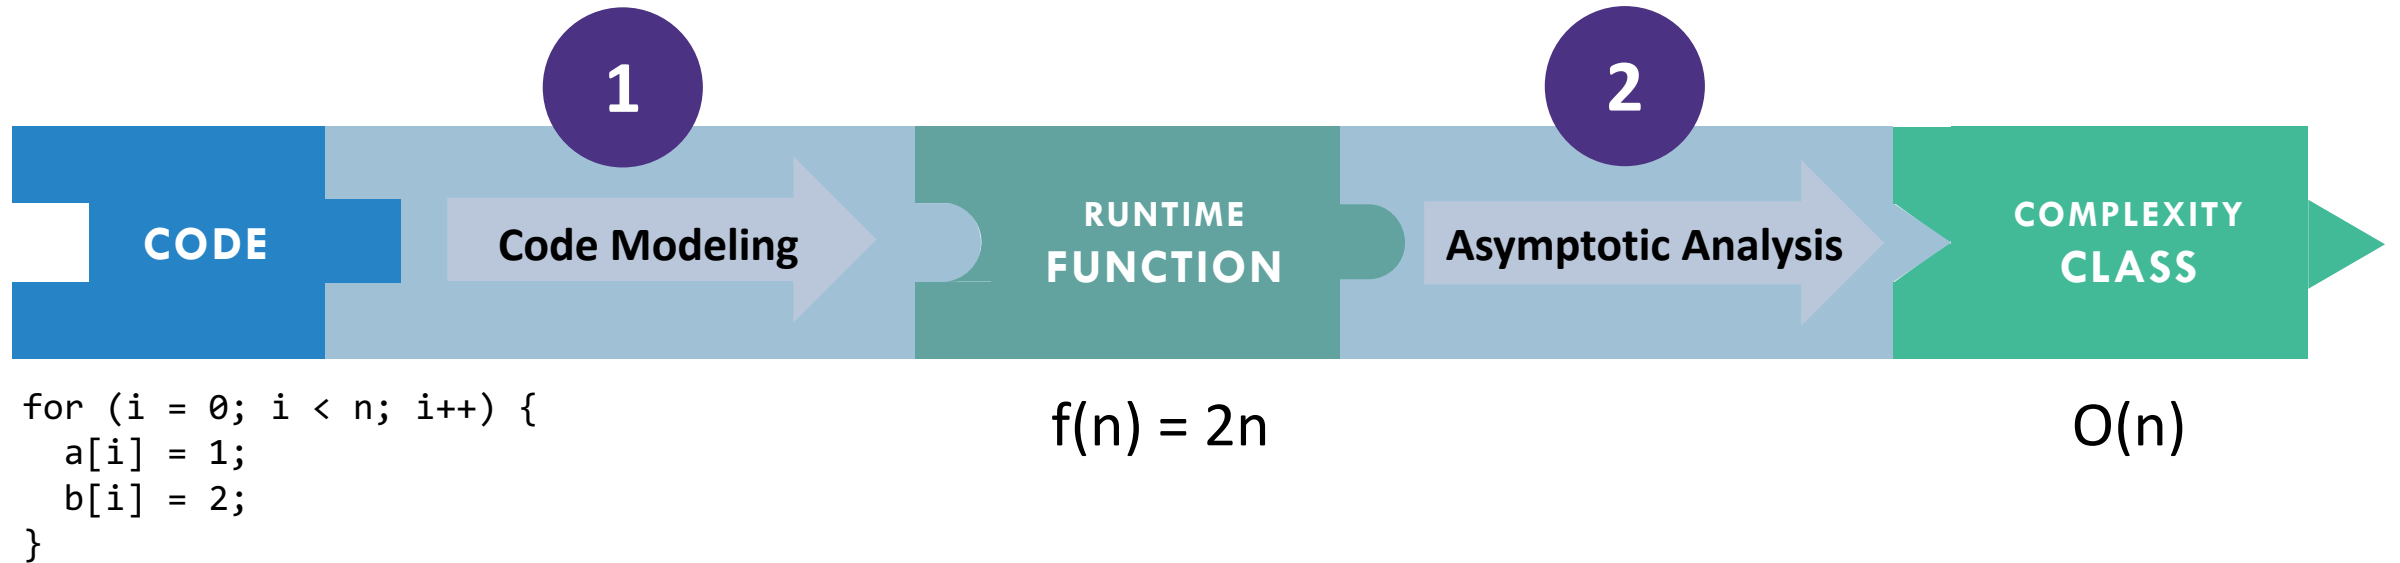 1
2
CODE
Code Modeling
RUNTIME
FUNCTION
Asymptotic Analysis
COMPLEXITY
CLASS
for (i = 0; i < n; i++) {
  a[i] = 1;
  b[i] = 2;
}
f(n) = 2n
O(n)